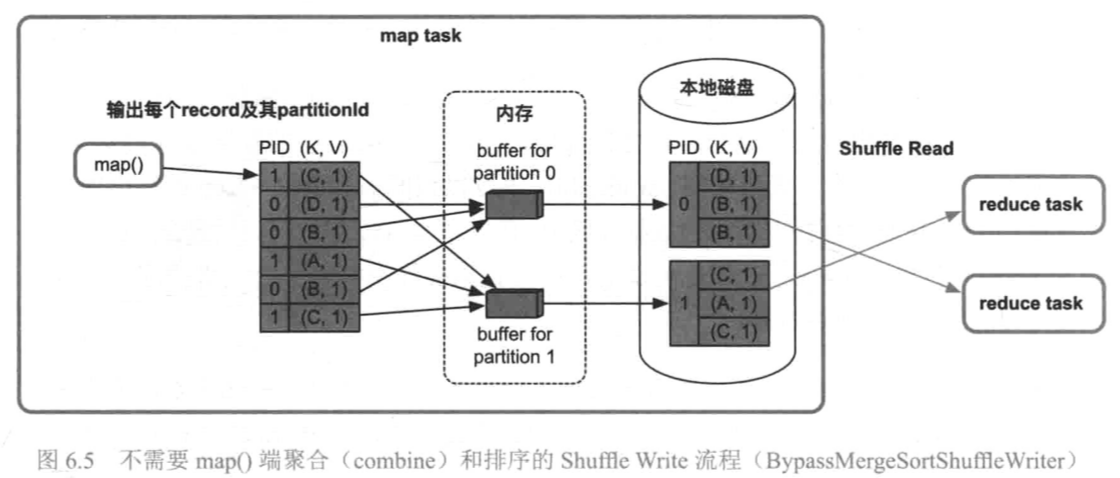 map task
输出每个record及其partitionId
map()
PID (K, V)
1 (C, 1)
0 (D, 1)
0 (B, 1)
1 (A, 1)
0 (B, 1)
1 (C, 1)
内存
buffer for
partition 0
buffer for
partition 1
本地磁盘
PID (K, V)
(D, 1)
0 (B, 1)
(B, 1)
(C, 1)
1 (A, 1)
(C, 1)
Shuffle Read
reduce task
reduce task
图 6.5 不需要 map() 端聚合（combine）和排序的 Shuffle Write 流程（BypassMergeSortShuffleWriter）